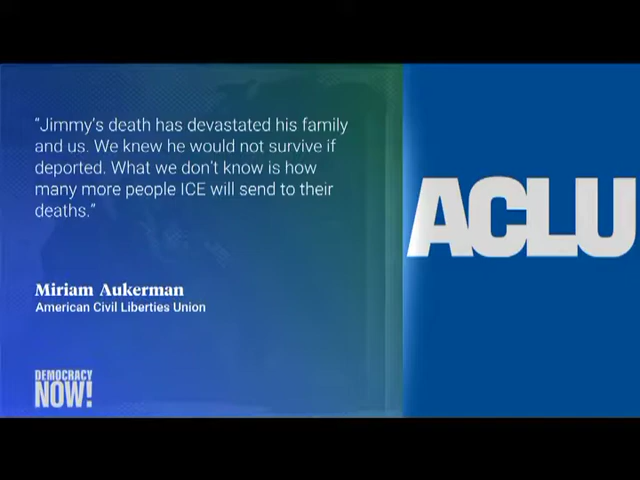 “Jimmy’s death has devastated his family
and us. We knew he would not survive if
deported. What we don’t know is how
many more people ICE will send to their
deaths.”
Miriam Aukerman
American Civil Liberties Union
DEMOCRACY
NOW!
ACLU